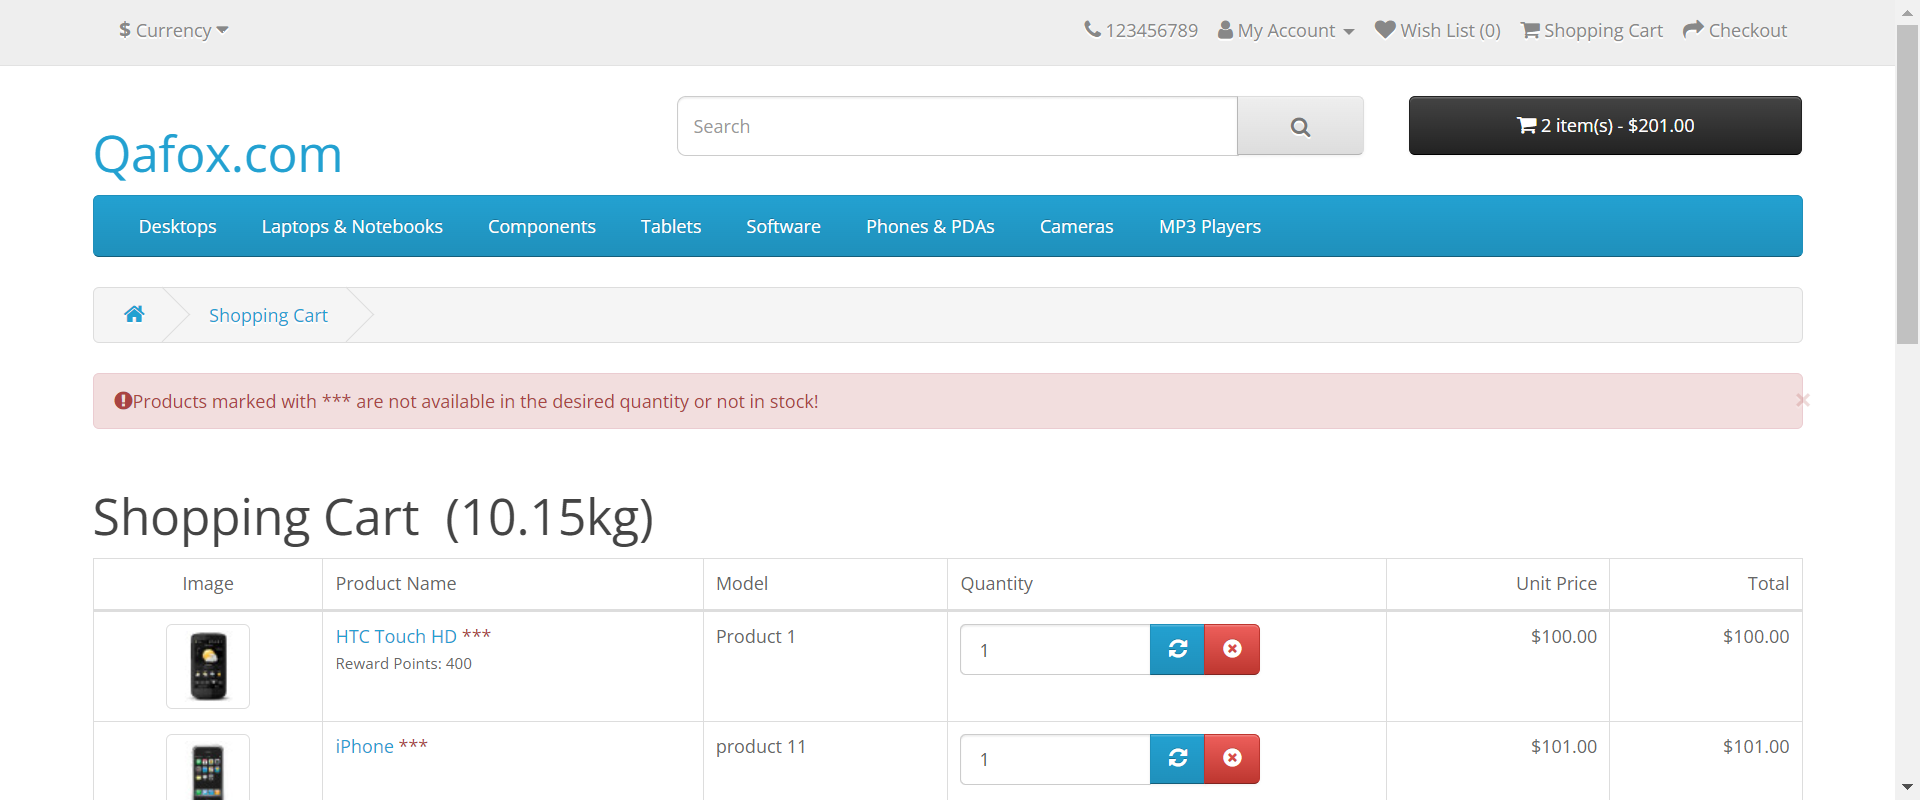 $ Currency
123456789 My Account Wish List (0) Shopping Cart Checkout
Qafox.com
Search
2 item(s) - $201.00
Desktops Laptops & Notebooks Components Tablets Software Phones & PDAs Cameras MP3 Players
Shopping Cart
Products marked with *** are not available in the desired quantity or not in stock!
×
Shopping Cart (10.15kg)
Image Product Name Model Quantity Unit Price Total
HTC Touch HD *** Product 1 1 $100.00 $100.00
Reward Points: 400
iPhone *** product 11 1 $101.00 $101.00